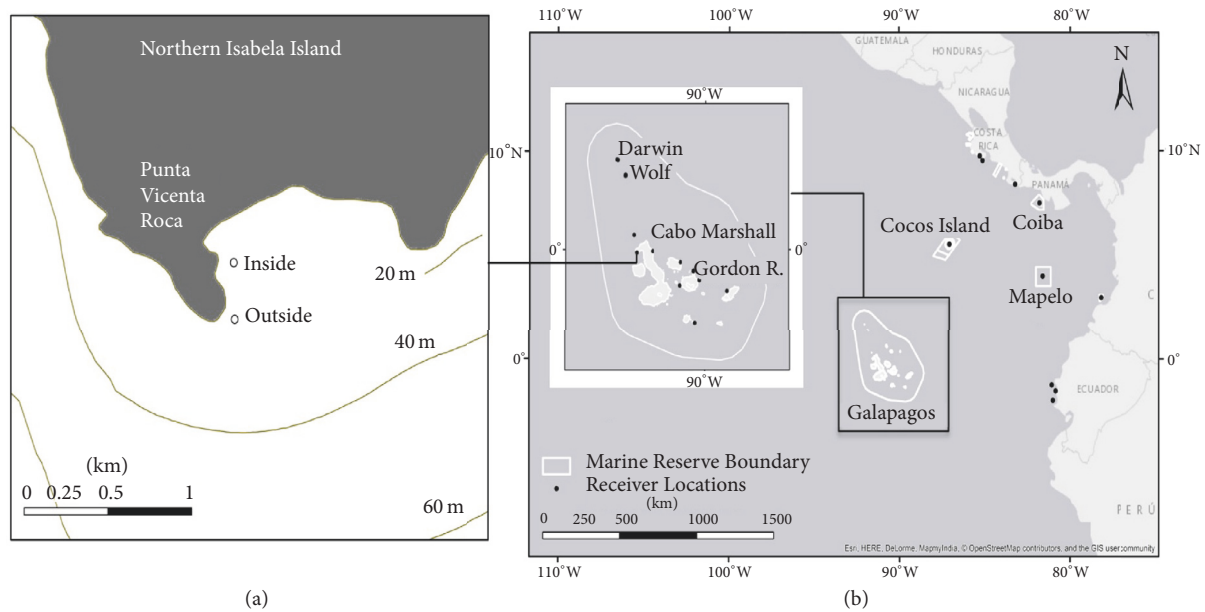 Northern Isabela Island
Punta
Vicenta
Roca
Inside
Outside
20 m
40 m
60 m
(km)
0 0.25 0.5 1
(a)
110°W 100°W 90°W 80°W
N
GUATEMALA
HONDURAS
NICARAGUA
COSTA
RICA
PANAMÁ
10°N
10°N
90°W
Darwin
Wolf
Cabo Marshall
0°
0°
Gordon R.
90°W
Cocos Island
Coiba
Mapelo
C
0°
0°
ECUADOR
Galapagos
PERÚ
Marine Reserve Boundary
Receiver Locations
(km)
0 250 500 1000 1500
Esri, HERE, DeLorme, MapmyIndia, © OpenStreetMap contributors, and the GIS user community
110°W 100°W 90°W 80°W
(b)